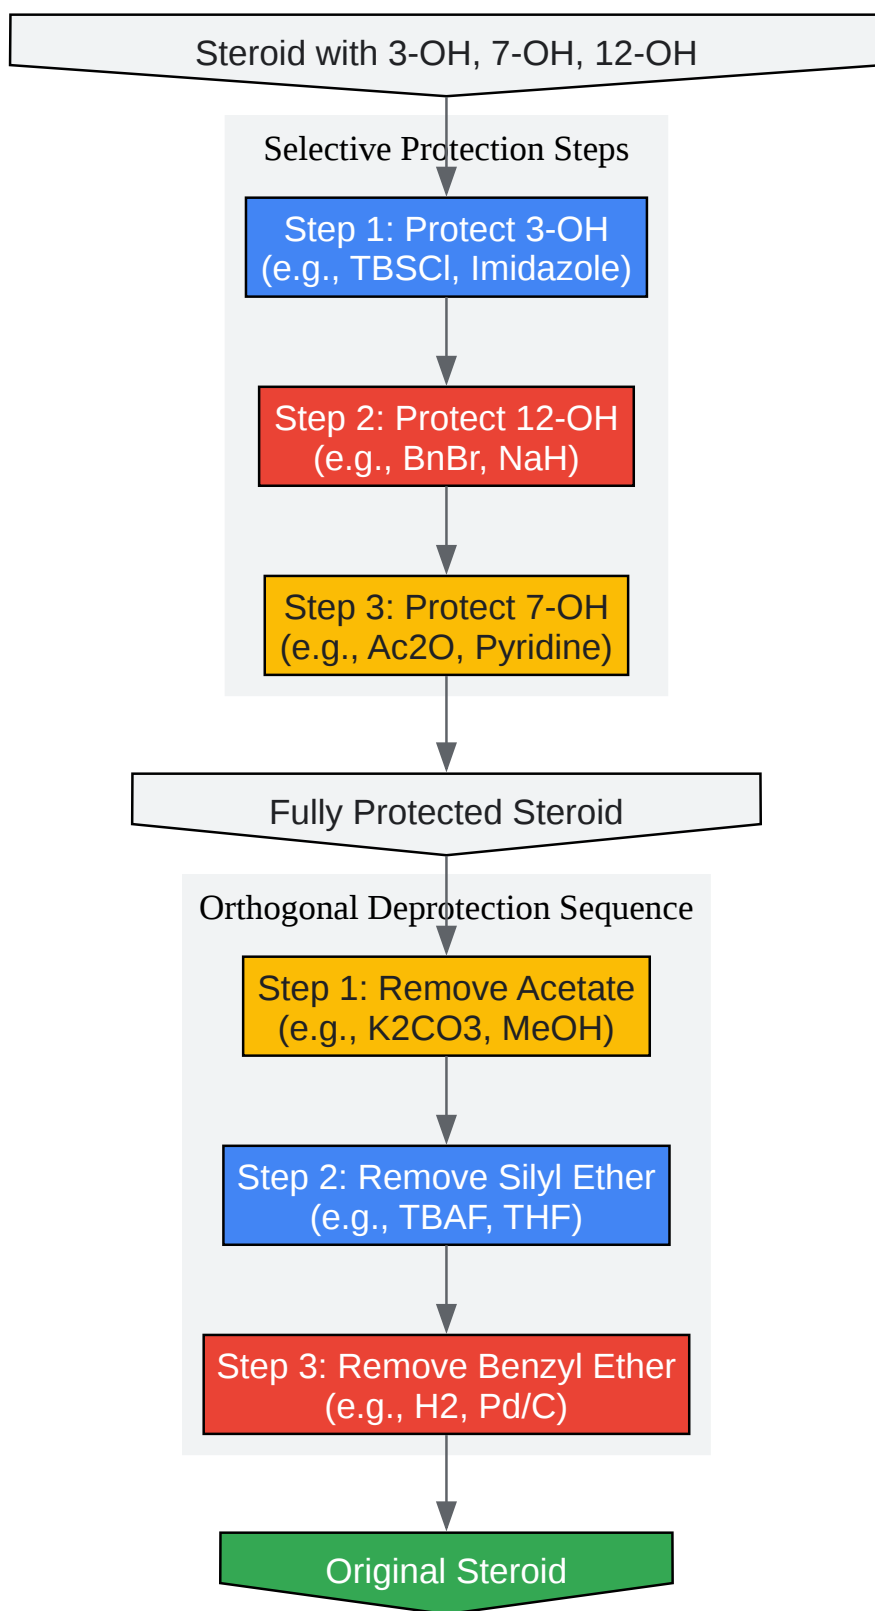 Steroid with 3-OH, 7-OH, 12-OH
Selective Protection Steps
Step 1: Protect 3-OH
(e.g., TBSCl, Imidazole)
Step 2: Protect 12-OH
(e.g., BnBr, NaH)
Step 3: Protect 7-OH
(e.g., Ac2O, Pyridine)
Fully Protected Steroid
Orthogonal Deprotection Sequence
Step 1: Remove Acetate
(e.g., K2CO3, MeOH)
Step 2: Remove Silyl Ether
(e.g., TBAF, THF)
Step 3: Remove Benzyl Ether
(e.g., H2, Pd/C)
Original Steroid